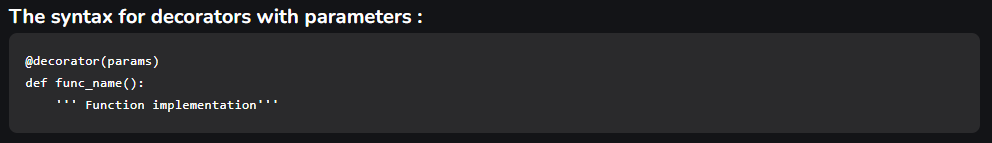 The syntax for decorators with parameters :
@decorator(params)
def func_name():
    ''' Function implementation'''